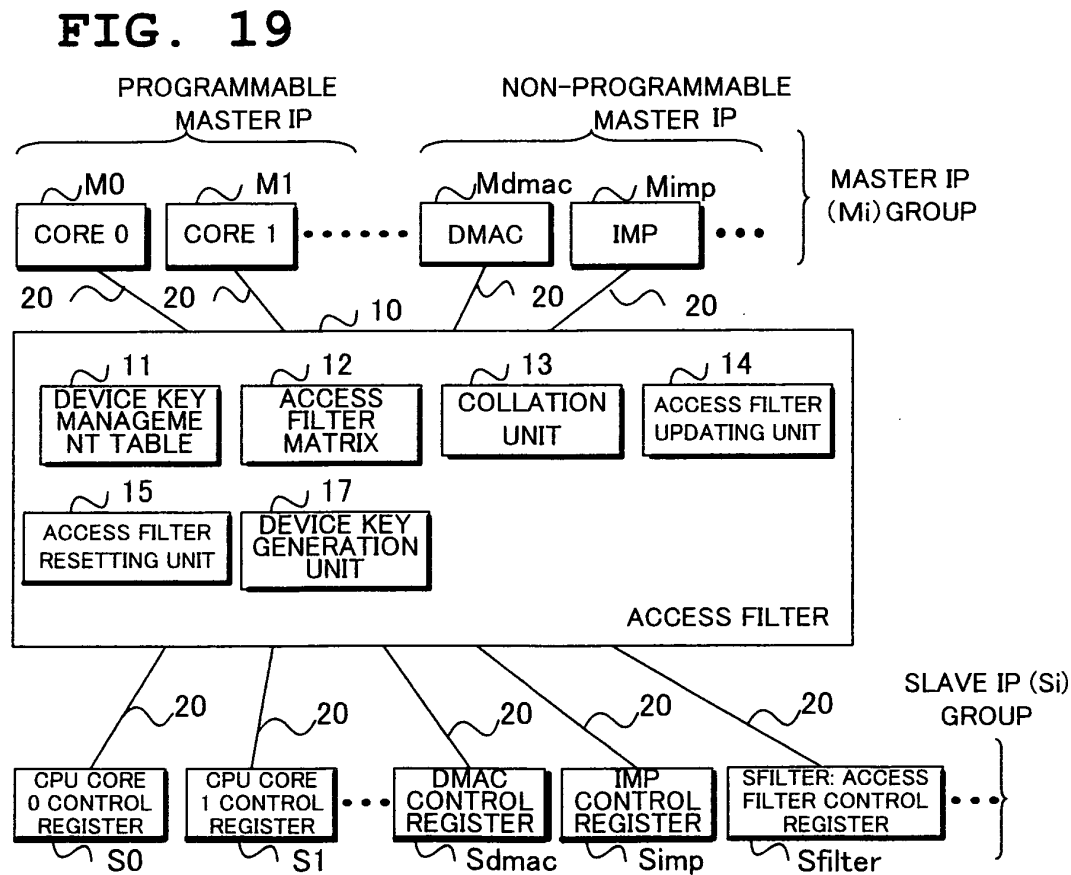 FIG. 19
PROGRAMMABLE
MASTER IP
NON-PROGRAMMABLE
MASTER IP
M0
M1
Mdmac
Mimp
CORE 0
CORE 1
DMAC
IMP
MASTER IP
(Mi) GROUP
20
20
20
20
10
11
12
13
14
DEVICE KEY
MANAGEME
NT TABLE
ACCESS
FILTER
MATRIX
COLLATION
UNIT
ACCESS FILTER
UPDATING UNIT
15
17
ACCESS FILTER
RESETTING UNIT
DEVICE KEY
GENERATION
UNIT
ACCESS FILTER
20
20
20
20
20
SLAVE IP (Si)
GROUP
CPU CORE
0 CONTROL
REGISTER
CPU CORE
1 CONTROL
REGISTER
DMAC
CONTROL
REGISTER
IMP
CONTROL
REGISTER
SFILTER: ACCESS
FILTER CONTROL
REGISTER
S0
S1
Sdmac
Simp
Sfilter